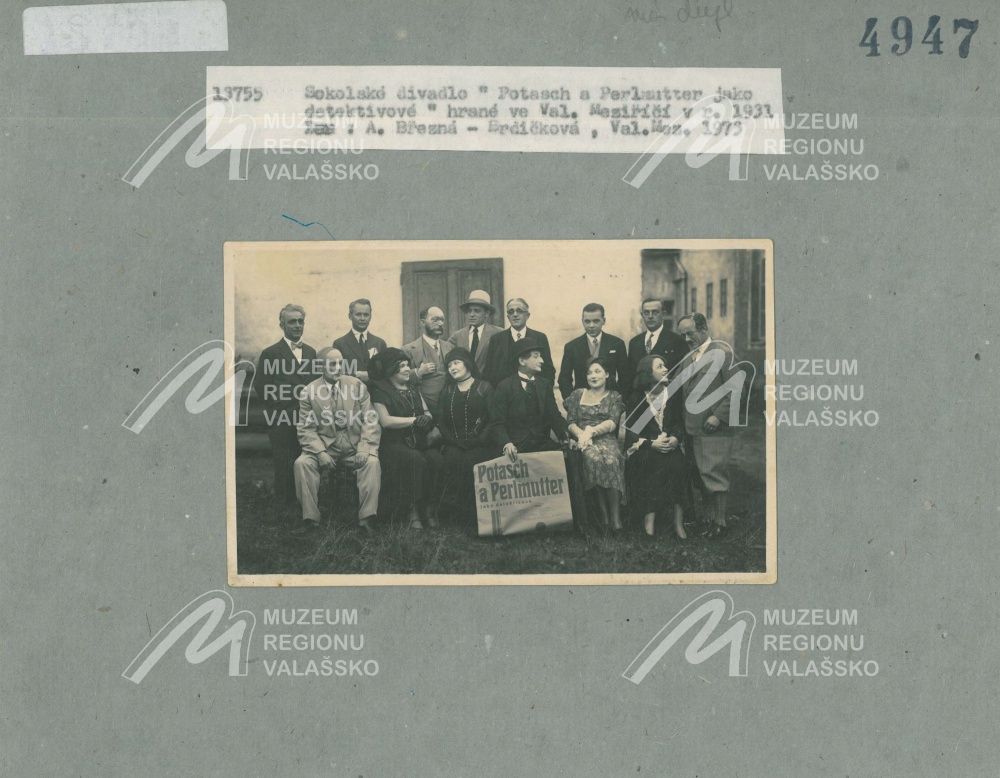 4947
13755 Sokolské divadlo " Potasch a Perlmutter jako
detektivové " hrané ve Val. Meziříčí v r. 1931
A. Březná - Brdičková , Val.Mez. 1973
MUZEUM
REGIONU
VALAŠSKO
MUZEUM
REGIONU
VALAŠSKO
MUZEUM
REGIONU
VALAŠSKO
MUZEUM
REGIONU
VALAŠSKO
Potasch
a Perlmutter
jako detektivové
MUZEUM
REGIONU
VALAŠSKO
MUZEUM
REGIONU
VALAŠSKO